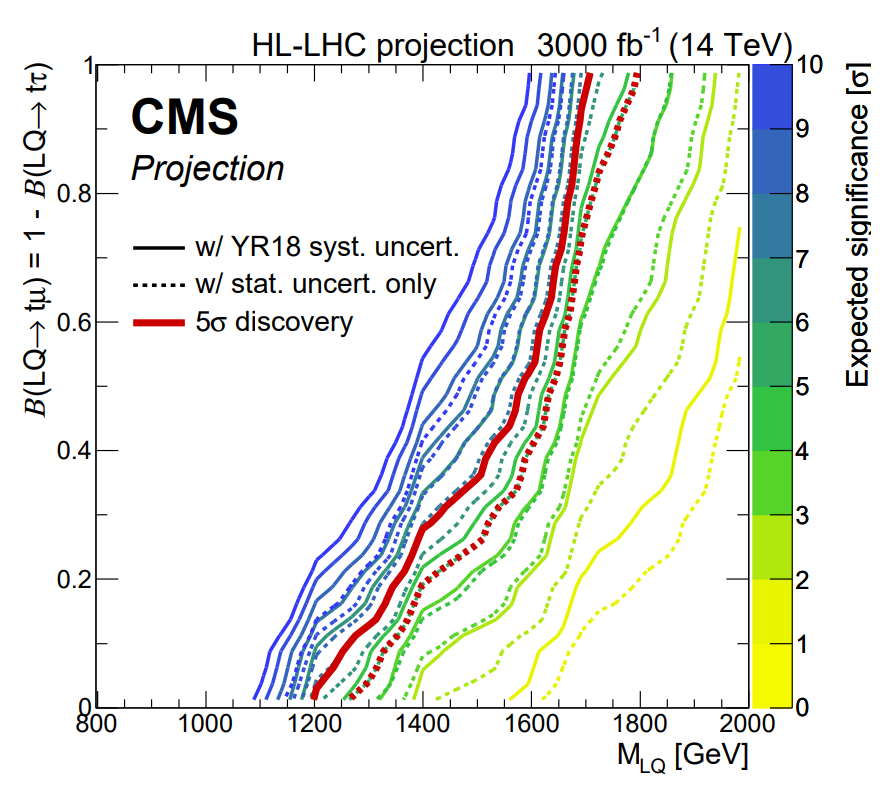 HL-LHC projection 3000 fb⁻¹ (14 TeV)
CMS
Projection
w/ YR18 syst. uncert.
w/ stat. uncert. only
5σ discovery
B(LQ→ tμ) = 1 - B(LQ→ tτ)
1
0.8
0.6
0.4
0.2
0
800 1000 1200 1400 1600 1800 2000
M_LQ [GeV]
10
9
8
7
6
5
4
3
2
1
0
Expected significance [σ]